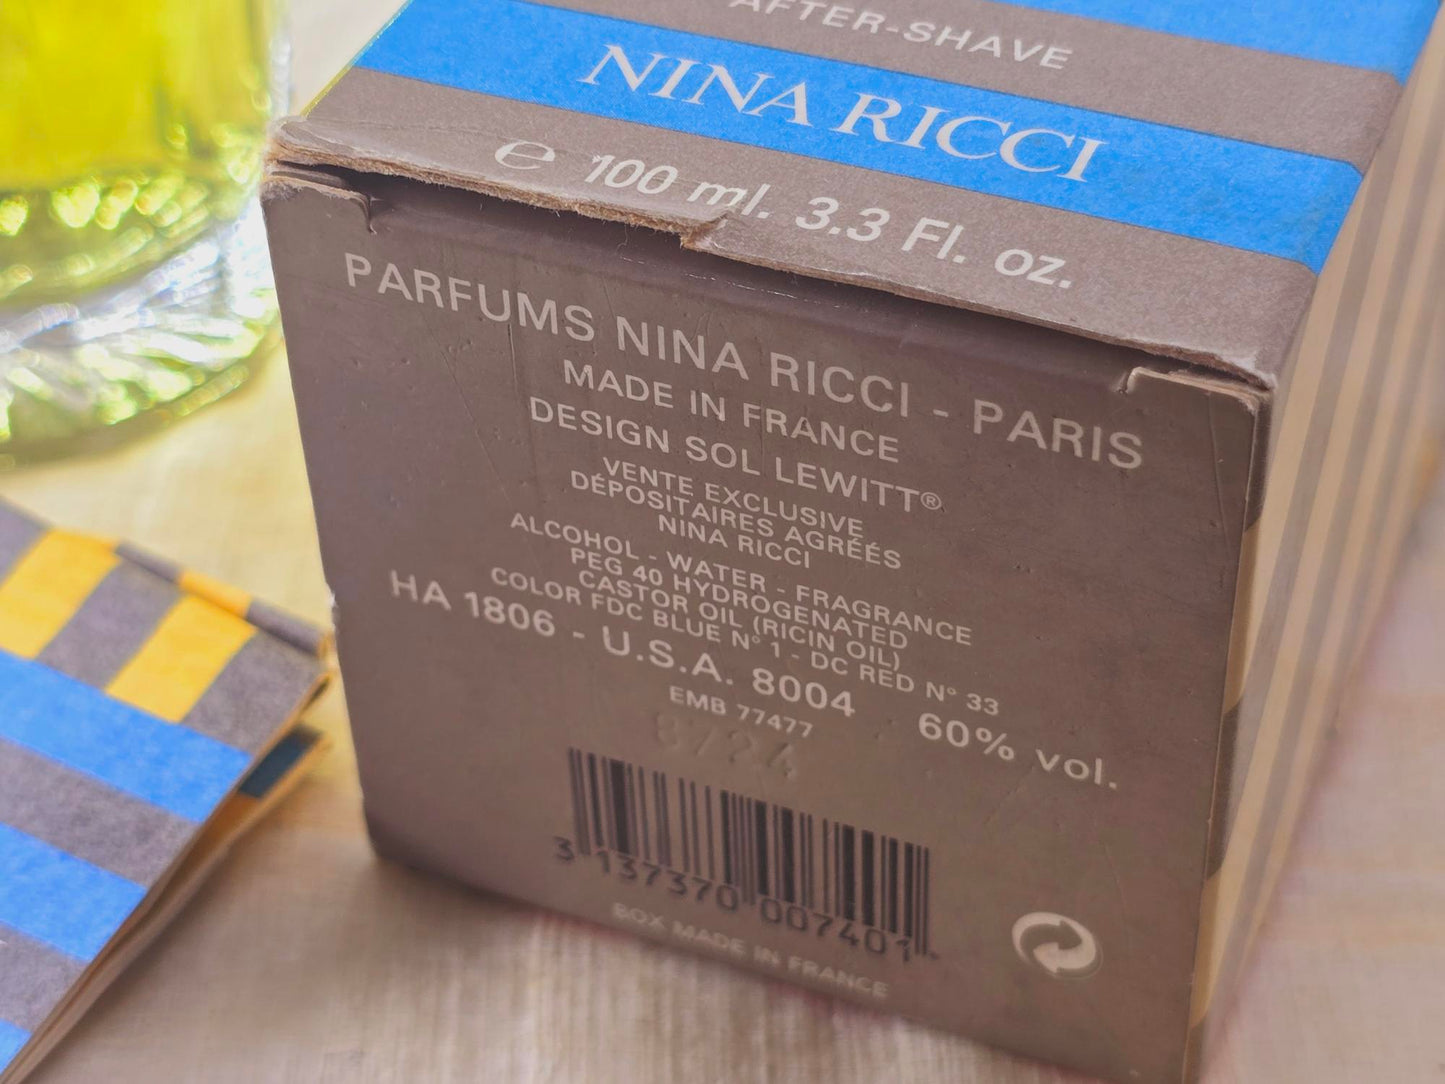 AFTER-SHAVE
NINA RICCI
℮ 100 ml. 3.3 Fl. oz.
PARFUMS NINA RICCI - PARIS
MADE IN FRANCE
DESIGN SOL LEWITT®
VENTE EXCLUSIVE
DÉPOSITAIRES AGRÉÉS
NINA RICCI
ALCOHOL - WATER - FRAGRANCE
PEG 40 HYDROGENATED
CASTOR OIL (RICIN OIL)
COLOR FDC BLUE N° 1 - DC RED N° 33
HA 1806 - U.S.A. 8004 60% vol.
EMB 77477
8724
3 137370 007401
BOX MADE IN FRANCE